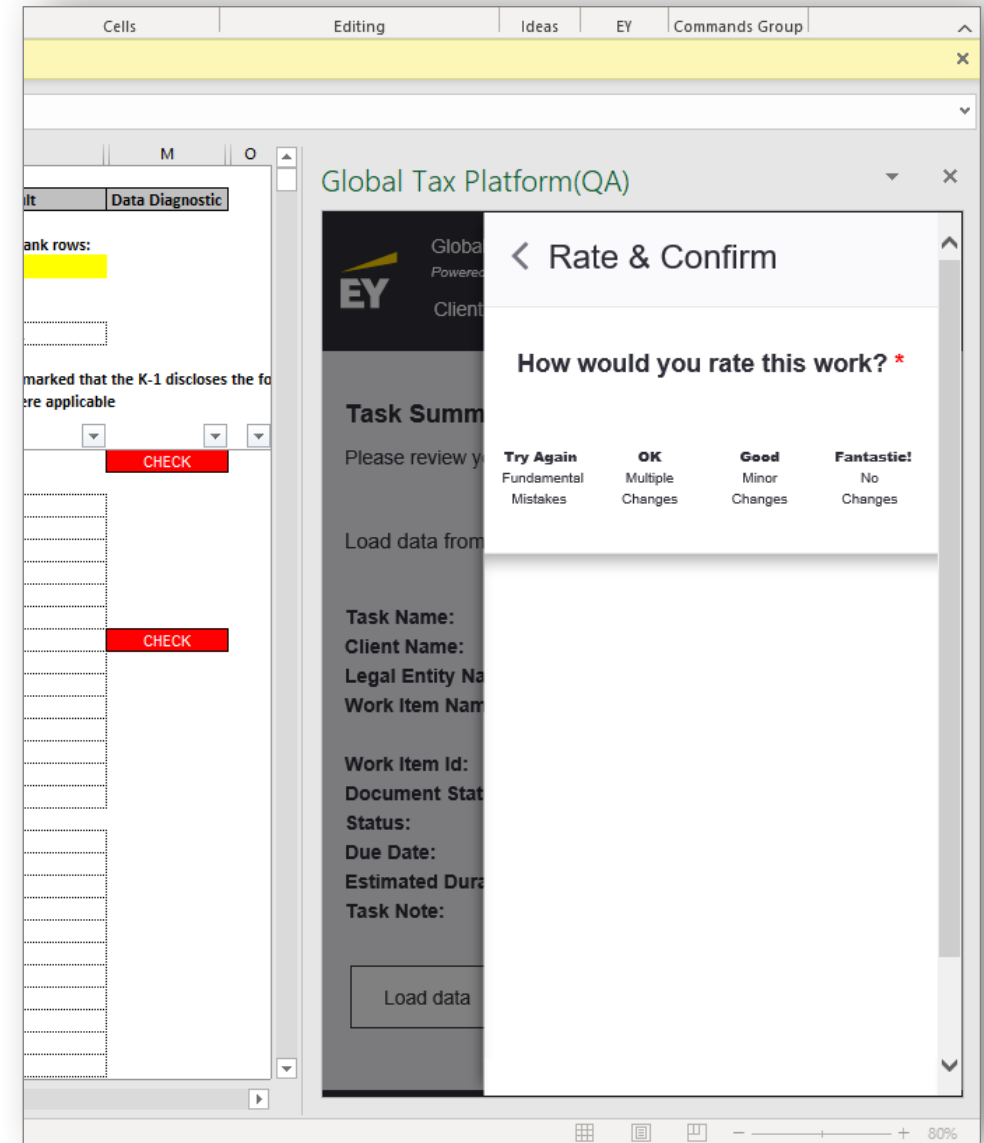 Cells Editing Ideas EY Commands Group
M O
Data Diagnostic
ank rows:
marked that the K-1 discloses the fo
ere applicable
CHECK
CHECK
Global Tax Platform(QA)
EY
Globa
Powered
Client
Task Summ
Please review y
Load data from
Task Name:
Client Name:
Legal Entity Na
Work Item Nam
Work Item Id:
Document Stat
Status:
Due Date:
Estimated Dura
Task Note:
Load data
Rate & Confirm
How would you rate this work? *
Try Again OK Good Fantastic!
Fundamental Multiple Minor No
Mistakes Changes Changes Changes
80%